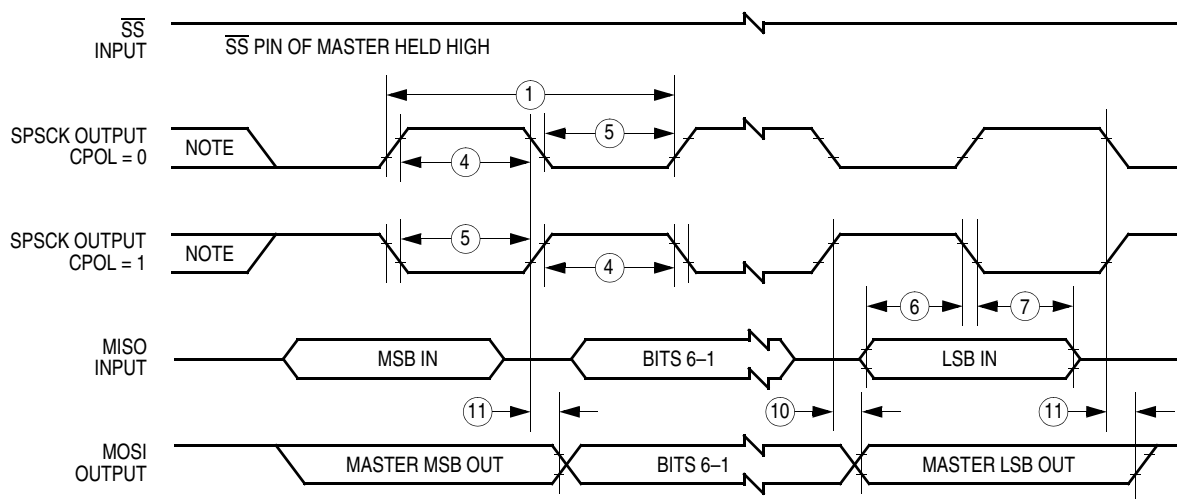 SS
INPUT
SS PIN OF MASTER HELD HIGH
1
SPSCK OUTPUT
CPOL = 0
NOTE
5
4
SPSCK OUTPUT
CPOL = 1
NOTE
5
4
6
7
MISO
INPUT
MSB IN
BITS 6–1
LSB IN
11
10
11
MOSI
OUTPUT
MASTER MSB OUT
BITS 6–1
MASTER LSB OUT